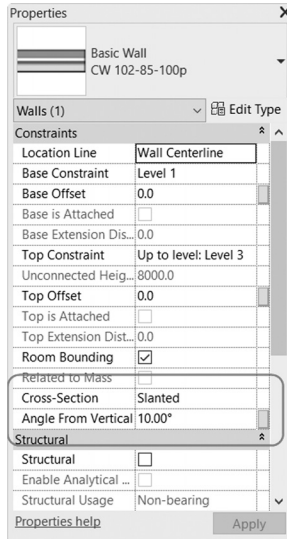 Properties
Basic Wall
CW 102-85-100p
Walls (1)
Edit Type
Constraints
Location Line Wall Centerline
Base Constraint Level 1
Base Offset 0.0
Base is Attached
Base Extension Dis... 0.0
Top Constraint Up to level: Level 3
Unconnected Heig... 8000.0
Top Offset 0.0
Top is Attached
Top Extension Dist... 0.0
Room Bounding
Related to Mass
Cross-Section Slanted
Angle From Vertical 10.00°
Structural
Structural
Enable Analytical ...
Structural Usage Non-bearing
Properties help
Apply